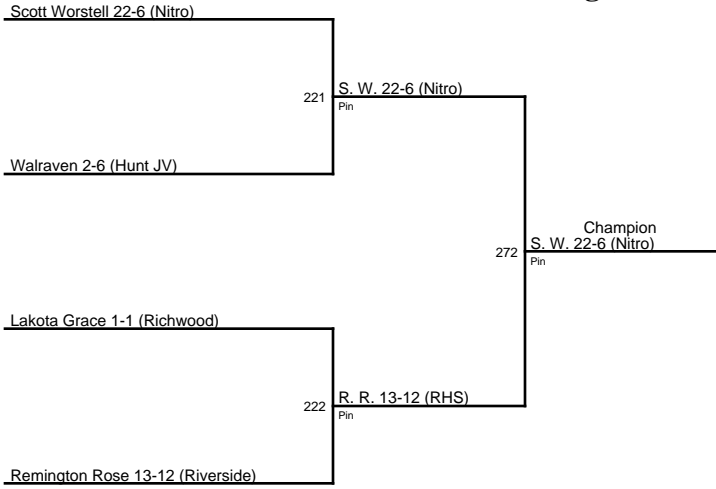 Scott Worstell 22-6 (Nitro)
221
S. W. 22-6 (Nitro)
Pin
Walraven 2-6 (Hunt JV)
Champion
272
S. W. 22-6 (Nitro)
Pin
Lakota Grace 1-1 (Richwood)
222
R. R. 13-12 (RHS)
Pin
Remington Rose 13-12 (Riverside)